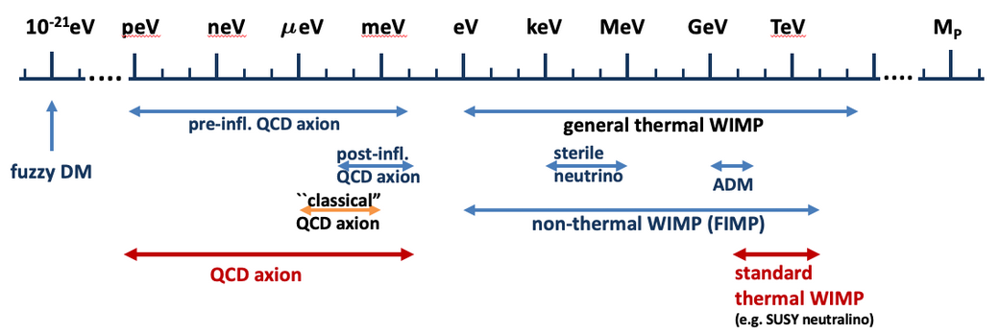 10⁻²¹eV peV neV μeV meV eV keV MeV GeV TeV Mₚ
pre-infl. QCD axion
general thermal WIMP
fuzzy DM
post-infl.
QCD axion
sterile
neutrino
ADM
``classical”
QCD axion
non-thermal WIMP (FIMP)
QCD axion
standard
thermal WIMP
(e.g. SUSY neutralino)